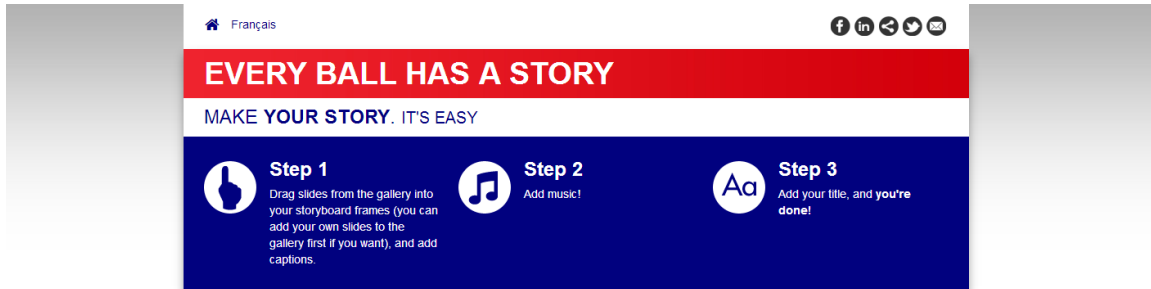 Français
EVERY BALL HAS A STORY
MAKE YOUR STORY. IT'S EASY
Step 1
Drag slides from the gallery into
your storyboard frames (you can
add your own slides to the
gallery first if you want), and add
captions.
Step 2
Add music!
Aa
Step 3
Add your title, and you're
done!